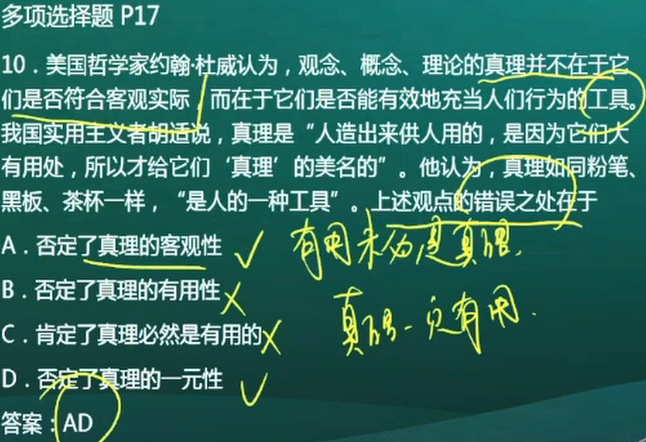 多项选择题 P17
10．美国哲学家约翰·杜威认为，观念、概念、理论的真理并不在于它
们是否符合客观实际，而在于它们是否能有效地充当人们行为的工具。
我国实用主义者胡适说，真理是“人造出来供人用的，是因为它们大
有用处，所以才给它们‘真理’的美名的”。他认为，真理如同粉笔、
黑板、茶杯一样，“是人的一种工具”。上述观点的错误之处在于
A．否定了真理的客观性
有用未必是真理.
B．否定了真理的有用性
真理一定有用.
C．肯定了真理必然是有用的
D．否定了真理的一元性
答案：AD